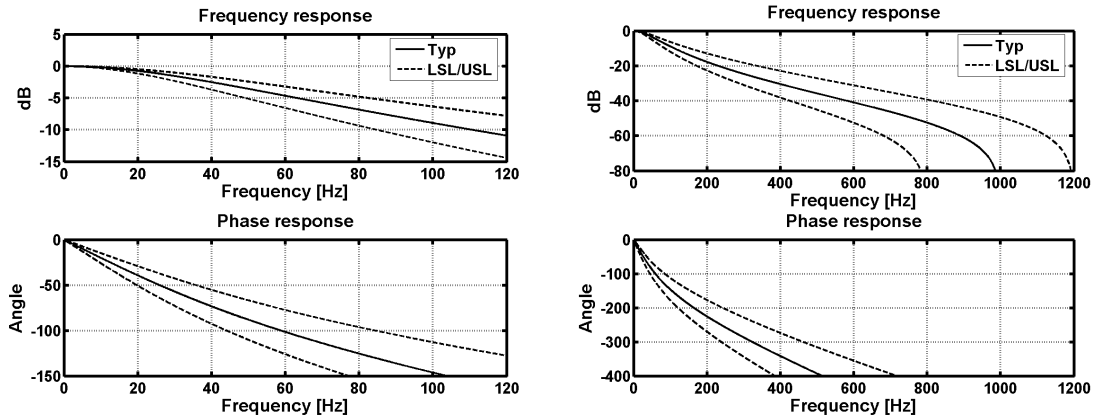 Frequency response
5
0
-5
-10
-15
dB
Typ
LSL/USL
0 20 40 60 80 100 120
Frequency [Hz]
Frequency response
0
-20
-40
-60
-80
dB
Typ
LSL/USL
0 200 400 600 800 1000 1200
Frequency [Hz]
Phase response
0
-50
-100
-150
Angle
0 20 40 60 80 100 120
Frequency [Hz]
Phase response
0
-100
-200
-300
-400
Angle
0 200 400 600 800 1000 1200
Frequency [Hz]